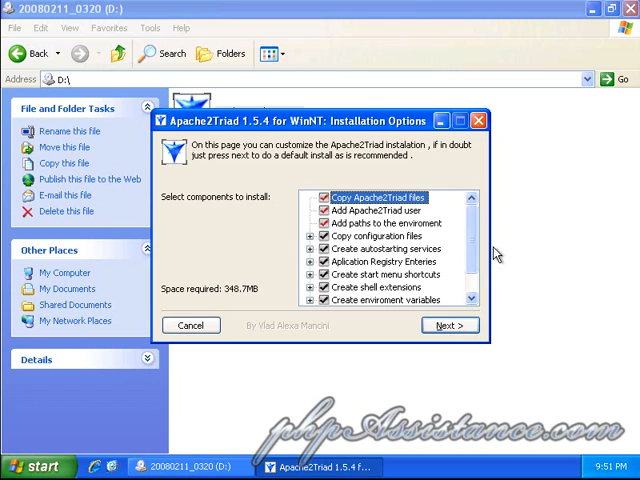 20080211_0320 (D:)
File Edit View Favorites Tools
Back Search Folders
Address D:\ Go
File and Folder Tasks
Rename this file
Move this file
Copy this file
Publish this file to the Web
E-mail this file
Delete this file
Other Places
My Computer
My Documents
Shared Documents
My Network Places
Details
Apache2Triad 1.5.4 for WinNT: Installation Options
On this page you can customize the Apache2Triad instalation , if in doubt
just press next to do a default install as is recommended .
Select components to install:
Copy Apache2Triad files
Add Apache2Triad user
Add paths to the enviroment
Copy configuration files
Create autostarting services
Aplication Registry Enteries
Create start menu shortcuts
Create shell extensions
Create enviroment variables
Space required: 348.7MB
Cancel By Vlad Alexa Mancini Next >
phpAssistance.com
start 20080211_0320 (D:) Apache2Triad 1.5.4 f... 9:51 PM